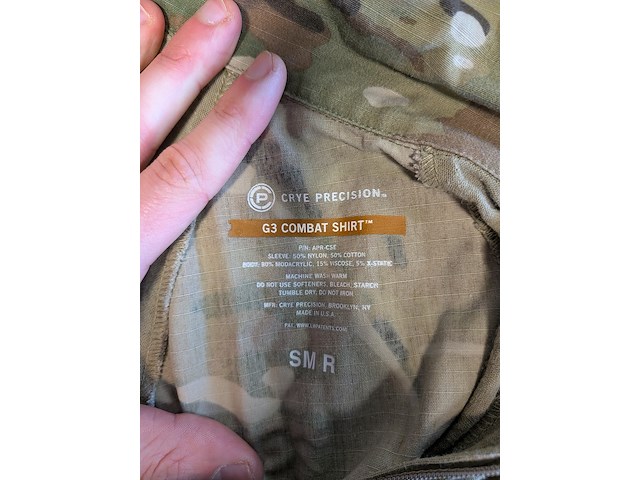 P
CRYE PRECISION™
G3 COMBAT SHIRT™
P/N: APR-CSE
SLEEVE: 50% NYLON, 50% COTTON
BODY: 80% MODACRYLIC, 15% VISCOSE, 5% X-STATIC
MACHINE WASH WARM
DO NOT USE SOFTENERS, BLEACH, STARCH
TUMBLE DRY, DO NOT IRON
MFR: CRYE PRECISION, BROOKLYN, NY
MADE IN U.S.A.
SM R